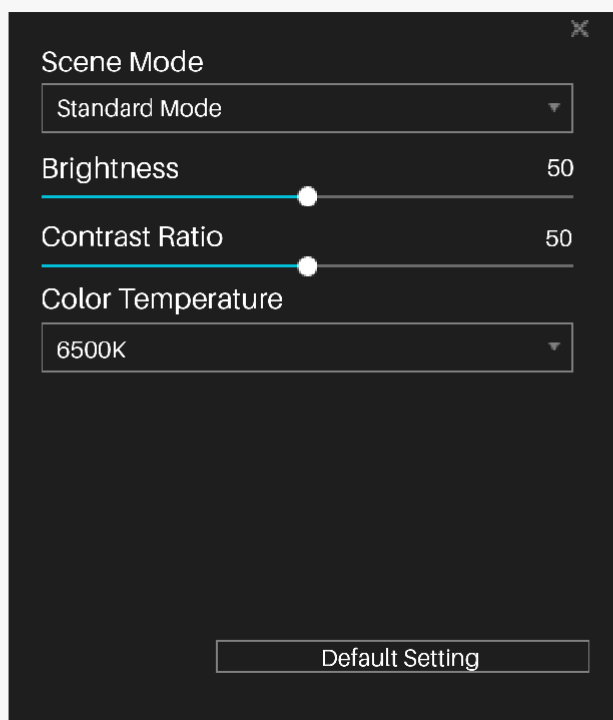 Scene Mode
Standard Mode
Brightness 50
Contrast Ratio 50
Color Temperature
6500K
Default Setting